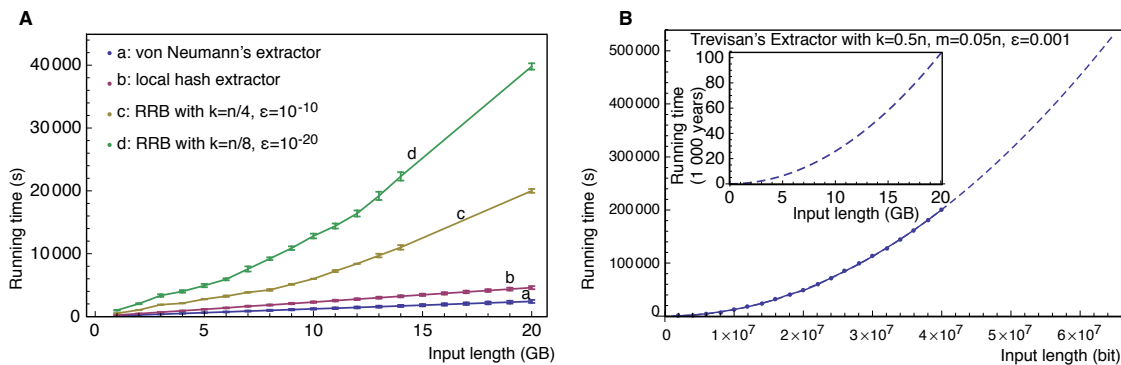 A
a: von Neumann's extractor
b: local hash extractor
c: RRB with k=n/4, ε=10⁻¹⁰
d: RRB with k=n/8, ε=10⁻²⁰
Running time (s)
40 000
30 000
20 000
10 000
0
d
c
b
a
0 5 10 15 20
Input length (GB)
B
Trevisan's Extractor with k=0.5n, m=0.05n, ε=0.001
Running time (s)
500 000
400 000
300 000
200 000
100 000
0
Running time
(1 000 years)
100
80
60
40
20
0
0 5 10 15 20
Input length (GB)
0 1×10⁷ 2×10⁷ 3×10⁷ 4×10⁷ 5×10⁷ 6×10⁷
Input length (bit)